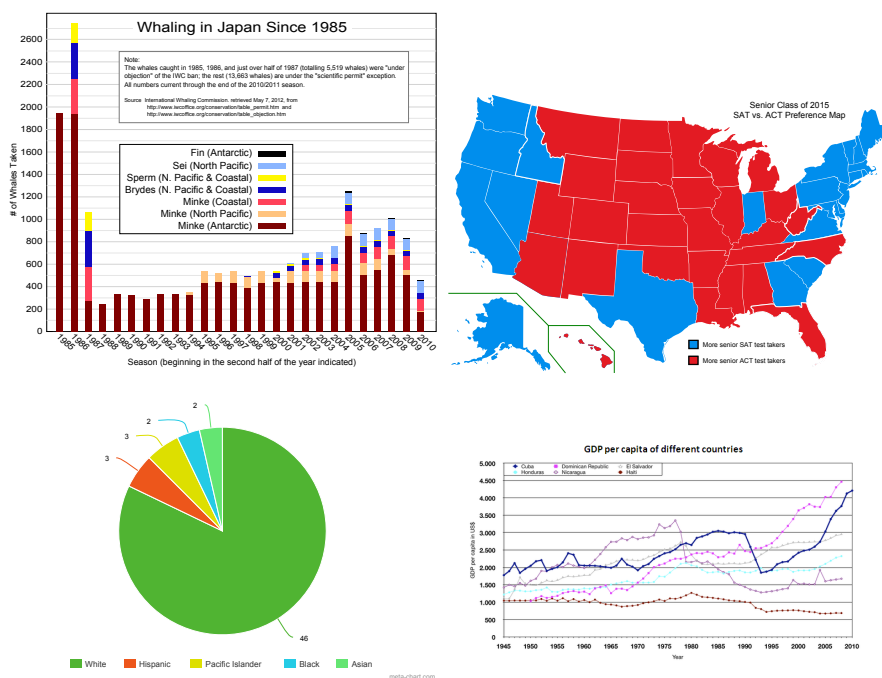 Whaling in Japan Since 1985
Note:
The whales caught in 1985, 1986, and just over half of 1987 (totalling 5,519 whales) were "under
objection" of the IWC ban; the rest (13,663 whales) are under the "scientific permit" exception.
All numbers current through the end of the 2010/2011 season.
Source International Whaling Commission. retrieved May 7, 2012, from
http://www.iwcoffice.org/conservation/table_permit.htm and
http://www.iwcoffice.org/conservation/table_objection.htm
Fin (Antarctic)
Sei (North Pacific)
Sperm (N. Pacific & Coastal)
Brydes (N. Pacific & Coastal)
Minke (Coastal)
Minke (North Pacific)
Minke (Antarctic)
# of Whales Taken
2600
2400
2200
2000
1800
1600
1400
1200
1000
800
600
400
200
0
1985 1986 1987 1988 1989 1990 1991 1992 1993 1994 1995 1996 1997 1998 1999 2000 2001 2002 2003 2004 2005 2006 2007 2008 2009 2010
Season (beginning in the second half of the year indicated)
Senior Class of 2015
SAT vs. ACT Preference Map
More senior SAT test takers
More senior ACT test takers
2
2
3
3
46
White Hispanic Pacific Islander Black Asian
meta-chart.com
GDP per capita of different countries
Cuba Dominican Republic El Salvador
Honduras Nicaragua Haiti
GDP per capita in US$
5.000
4.500
4.000
3.500
3.000
2.500
2.000
1.500
1.000
500
0
1945 1950 1955 1960 1965 1970 1975 1980 1985 1990 1995 2000 2005 2010
Year